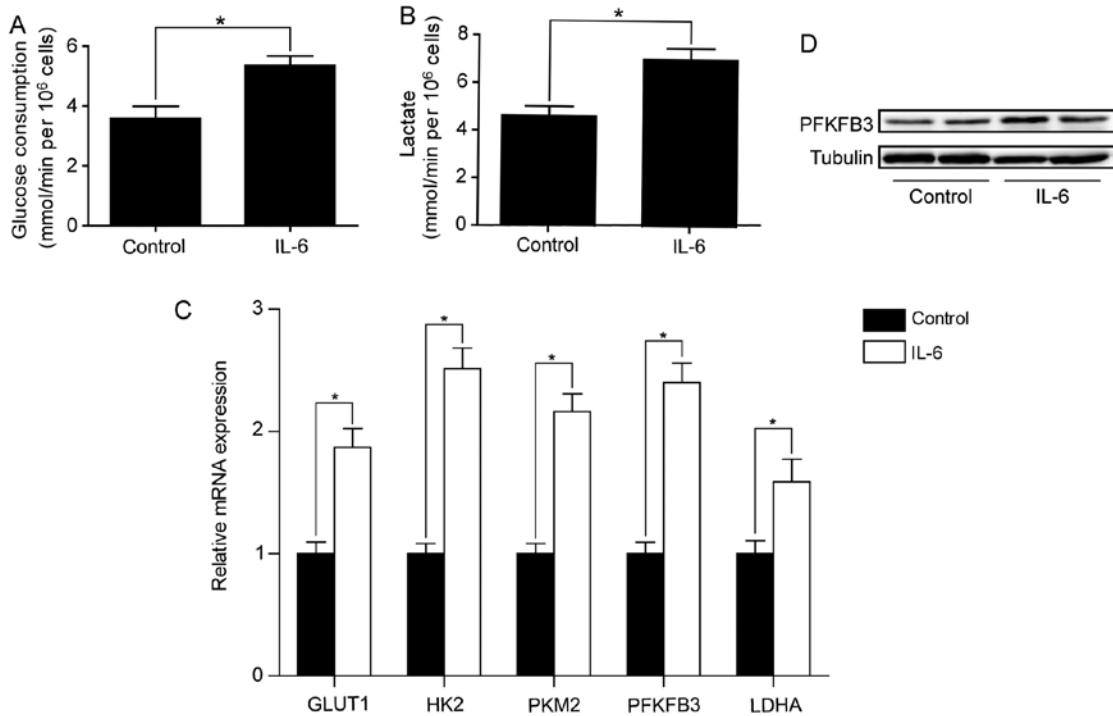 A
Glucose consumption
(mmol/min per 10⁶ cells)
6
4
2
0
*
Control
IL-6
B
Lactate
(mmol/min per 10⁶ cells)
8
6
4
2
0
*
Control
IL-6
D
PFKFB3
Tubulin
Control
IL-6
C
Relative mRNA expression
3
2
1
0
*
*
*
*
*
GLUT1
HK2
PKM2
PFKFB3
LDHA
Control
IL-6